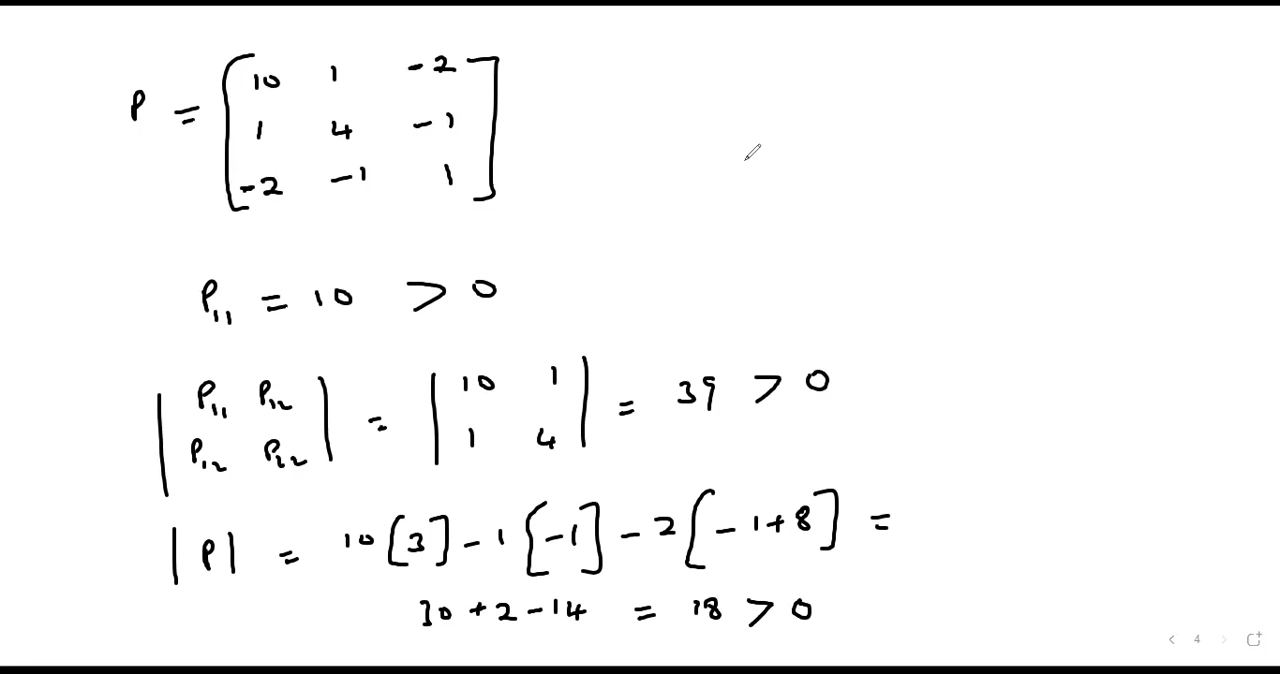 P = [ 10 1 -2
1 4 -1
-2 -1 1 ]
P₁₁ = 10 > 0
| P₁₁ P₁₂ | = | 10 1 | = 39 > 0
| P₁₂ P₂₂ | | 1 4 |
|P| = 10[3] - 1[-1] - 2[-1+8] =
30 + 2 - 14 = 18 > 0
< 4 >